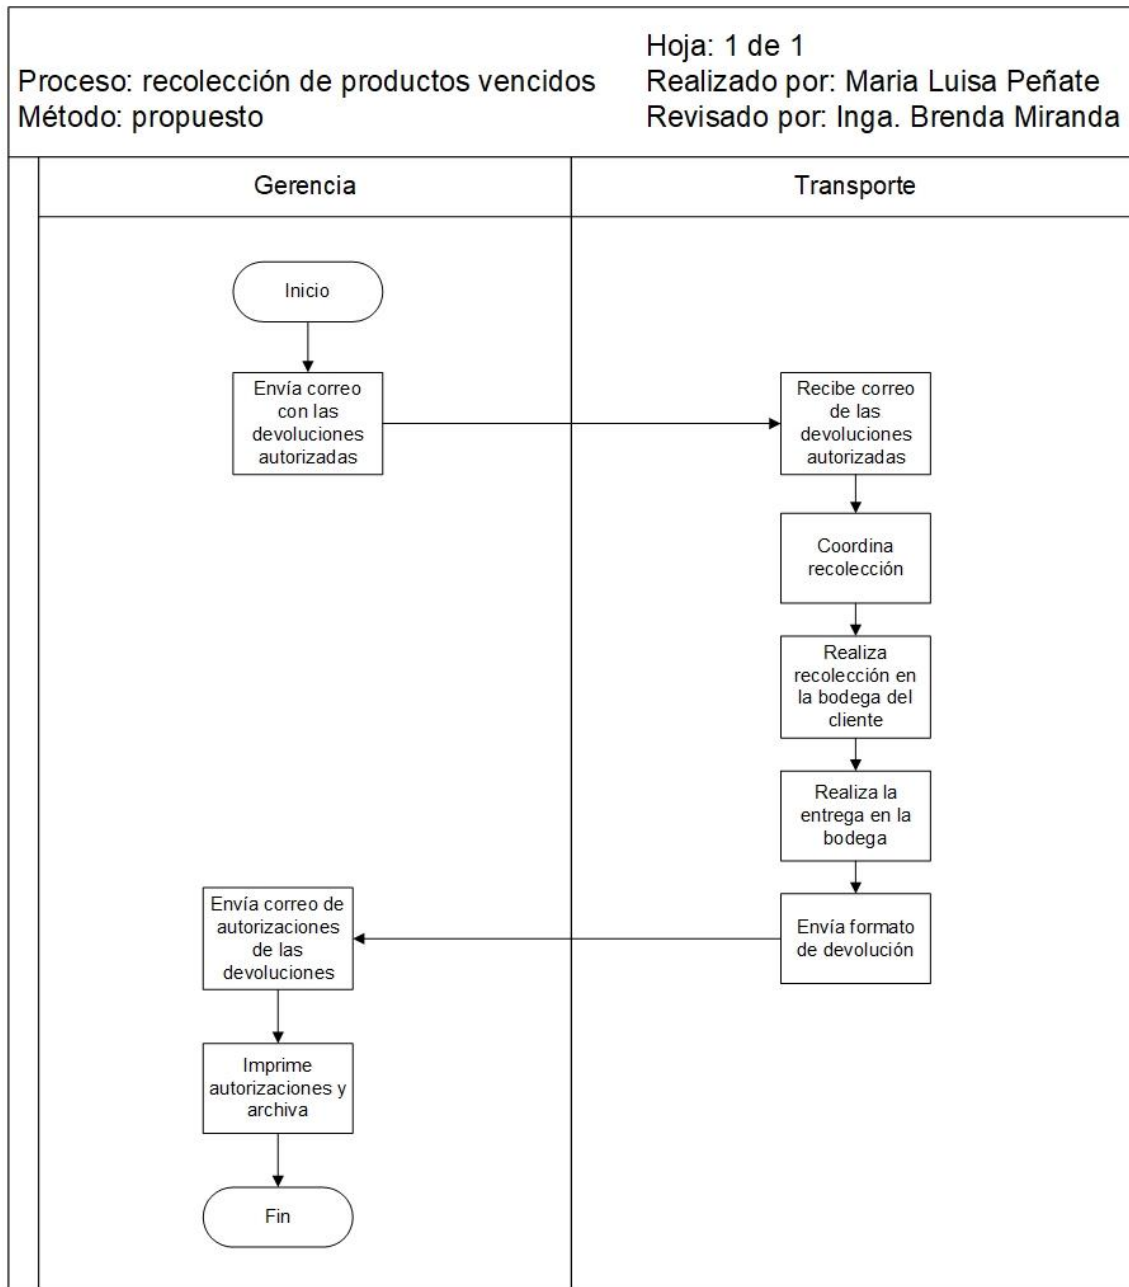 Proceso: recolección de productos vencidos
Método: propuesto
Hoja: 1 de 1
Realizado por: Maria Luisa Peñate
Revisado por: Inga. Brenda Miranda
Gerencia
Transporte
Inicio
Envía correo
con las
devoluciones
autorizadas
Recibe correo
de las
devoluciones
autorizadas
Coordina
recolección
Realiza
recolección en
la bodega del
cliente
Realiza la
entrega en la
bodega
Envía formato
de devolución
Envía correo de
autorizaciones
de las
devoluciones
Imprime
autorizaciones y
archiva
Fin